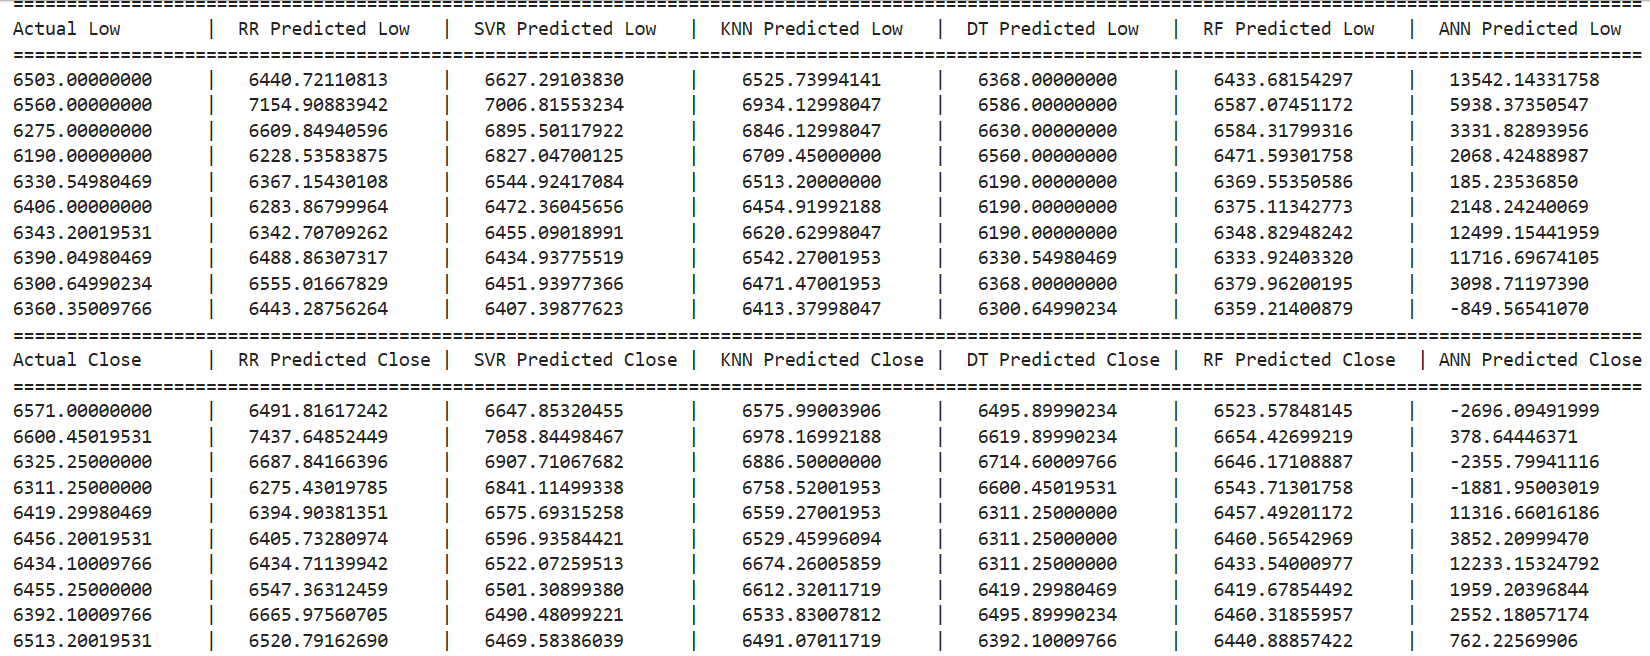 ====================================================================================================================================================
Actual Low        |  RR Predicted Low   |  SVR Predicted Low   |  KNN Predicted Low   |  DT Predicted Low   |  RF Predicted Low   |  ANN Predicted Low
====================================================================================================================================================
6503.00000000     |   6440.72110813     |   6627.29103830      |    6525.73994141     |   6368.00000000     |   6433.68154297     |   13542.14331758
6560.00000000     |   7154.90883942     |   7006.81553234      |    6934.12998047     |   6586.00000000     |   6587.07451172     |   5938.37350547
6275.00000000     |   6609.84940596     |   6895.50117922      |    6846.12998047     |   6630.00000000     |   6584.31799316     |   3331.82893956
6190.00000000     |   6228.53583875     |   6827.04700125      |    6709.45000000     |   6560.00000000     |   6471.59301758     |   2068.42488987
6330.54980469     |   6367.15430108     |   6544.92417084      |    6513.20000000     |   6190.00000000     |   6369.55350586     |   185.23536850
6406.00000000     |   6283.86799964     |   6472.36045656      |    6454.91992188     |   6190.00000000     |   6375.11342773     |   2148.24240069
6343.20019531     |   6342.70709262     |   6455.09018991      |    6620.62998047     |   6190.00000000     |   6348.82948242     |   12499.15441959
6390.04980469     |   6488.86307317     |   6434.93775519      |    6542.27001953     |   6330.54980469     |   6333.92403320     |   11716.69674105
6300.64990234     |   6555.01667829     |   6451.93977366      |    6471.47001953     |   6368.00000000     |   6379.96200195     |   3098.71197390
6360.35009766     |   6443.28756264     |   6407.39877623      |    6413.37998047     |   6300.64990234     |   6359.21400879     |   -849.56541070
====================================================================================================================================================
Actual Close      |  RR Predicted Close |  SVR Predicted Close |  KNN Predicted Close |  DT Predicted Close |  RF Predicted Close  | ANN Predicted Close
====================================================================================================================================================
6571.00000000     |   6491.81617242     |   6647.85320455      |    6575.99003906     |   6495.89990234     |   6523.57848145     |   -2696.09491999
6600.45019531     |   7437.64852449     |   7058.84498467      |    6978.16992188     |   6619.89990234     |   6654.42699219     |   378.64446371
6325.25000000     |   6687.84166396     |   6907.71067682      |    6886.50000000     |   6714.60009766     |   6646.17108887     |   -2355.79941116
6311.25000000     |   6275.43019785     |   6841.11499338      |    6758.52001953     |   6600.45019531     |   6543.71301758     |   -1881.95003019
6419.29980469     |   6394.90381351     |   6575.69315258      |    6559.27001953     |   6311.25000000     |   6457.49201172     |   11316.66016186
6456.20019531     |   6405.73280974     |   6596.93584421      |    6529.45996094     |   6311.25000000     |   6460.56542969     |   3852.20999470
6434.10009766     |   6434.71139942     |   6522.07259513      |    6674.26005859     |   6311.25000000     |   6433.54000977     |   12233.15324792
6455.25000000     |   6547.36312459     |   6501.30899380      |    6612.32011719     |   6419.29980469     |   6419.67854492     |   1959.20396844
6392.10009766     |   6665.97560705     |   6490.48099221      |    6533.83007812     |   6495.89990234     |   6460.31855957     |   2552.18057174
6513.20019531     |   6520.79162690     |   6469.58386039      |    6491.07011719     |   6392.10009766     |   6440.88857422     |   762.22569906